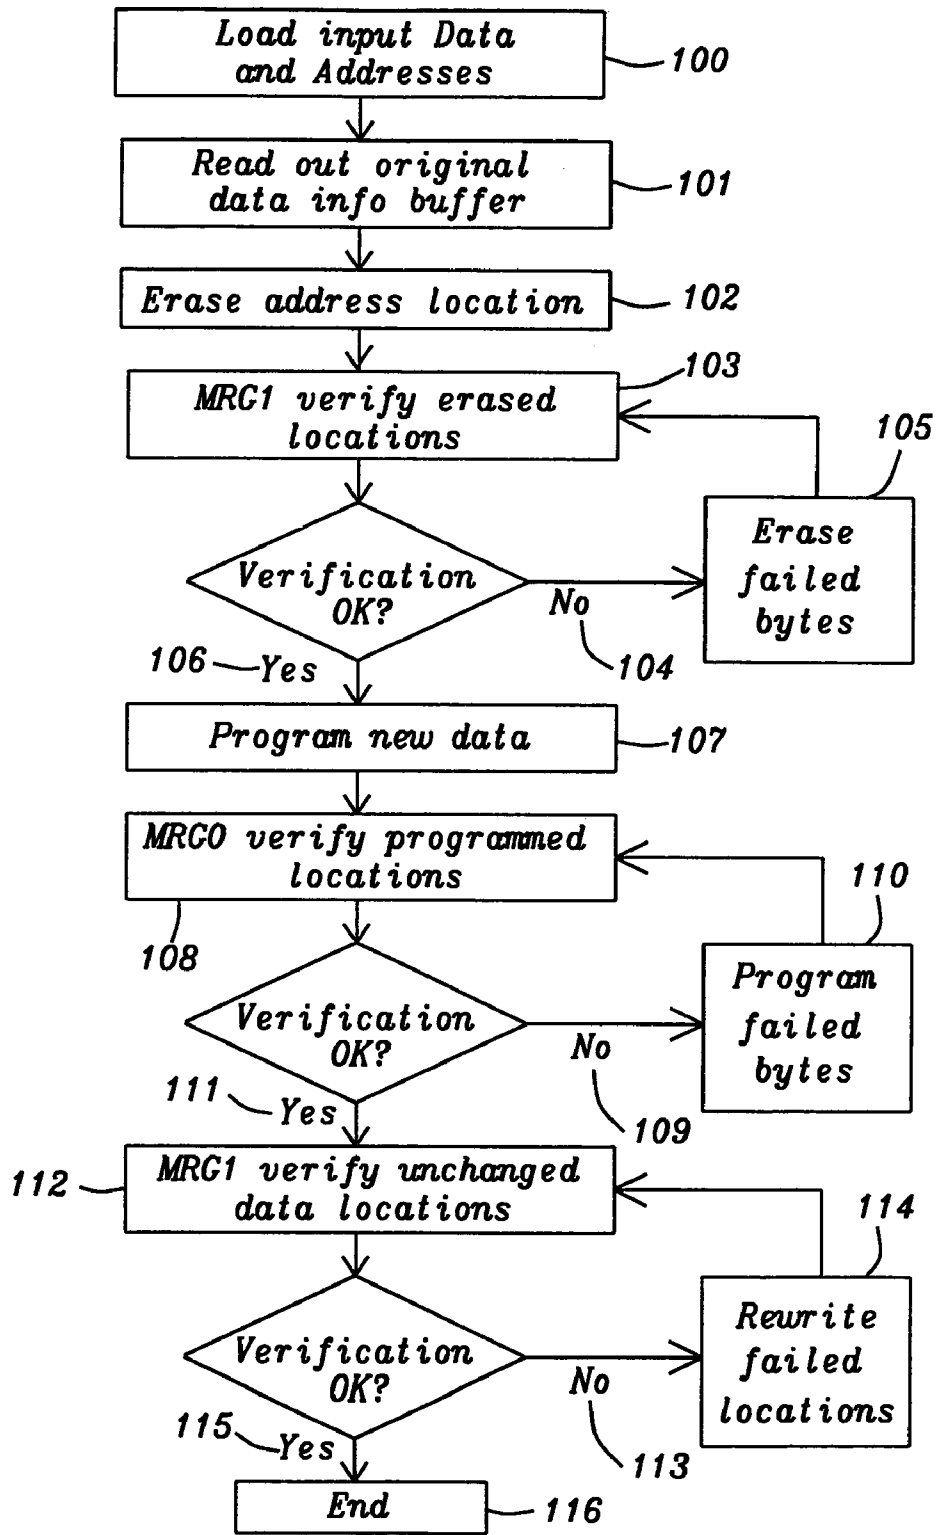 Load input Data
and Addresses
100
Read out original
data info buffer
101
Erase address location
102
103
MRG1 verify erased
locations
105
Erase
failed
bytes
Verification
OK?
No
104
106
Yes
Program new data
107
MRG0 verify programmed
locations
108
110
Program
failed
bytes
Verification
OK?
No
109
111
Yes
112
MRG1 verify unchanged
data locations
114
Rewrite
failed
locations
Verification
OK?
No
113
115
Yes
End
116